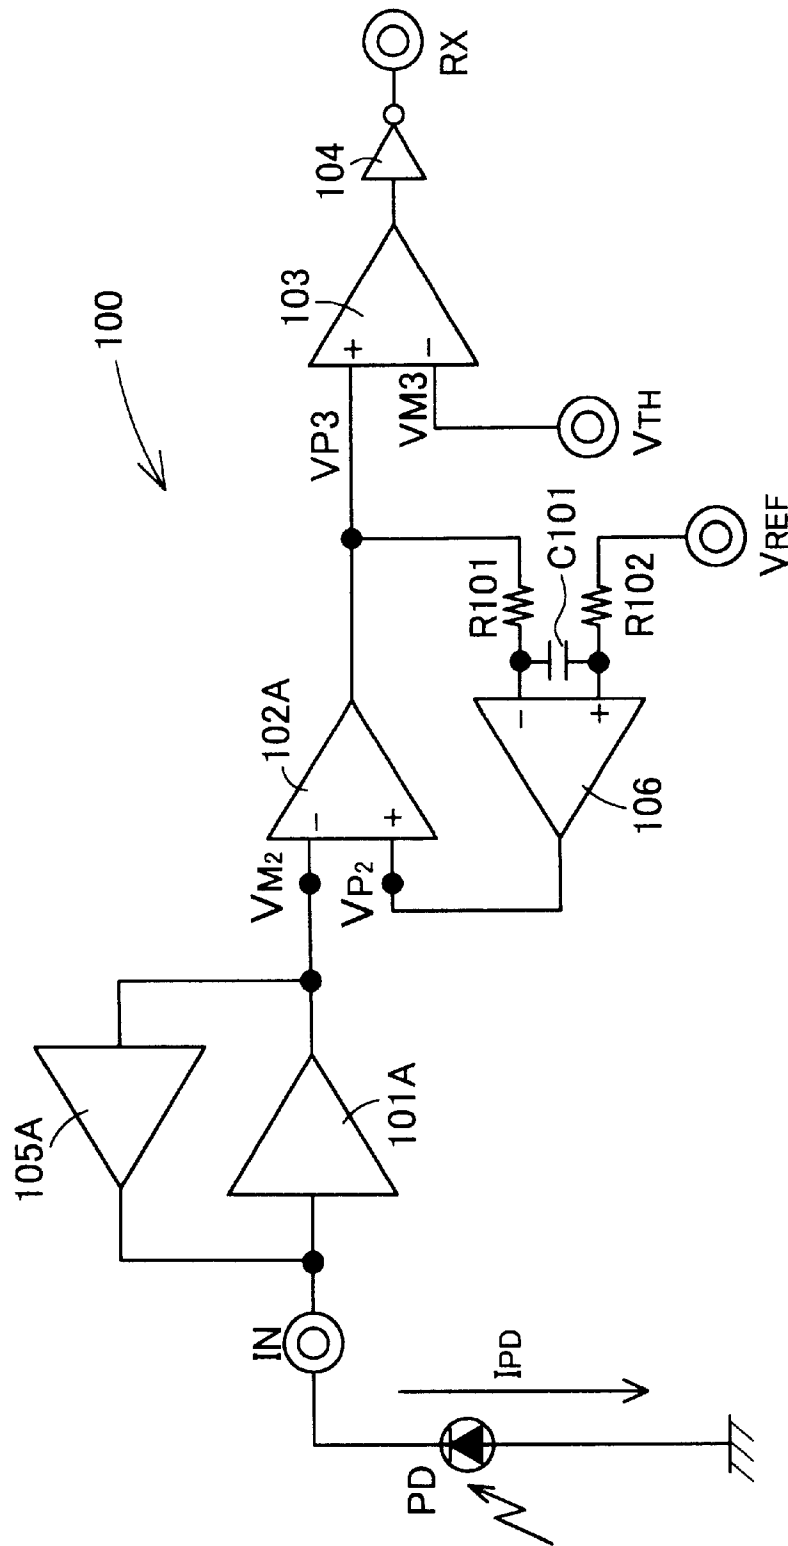 100
105A
101A
IN
PD
IPD
VM2
VP2
102A
−
+
106
−
+
R101
C101
R102
VREF
VP3
VM3
VTH
103
+
−
104
RX